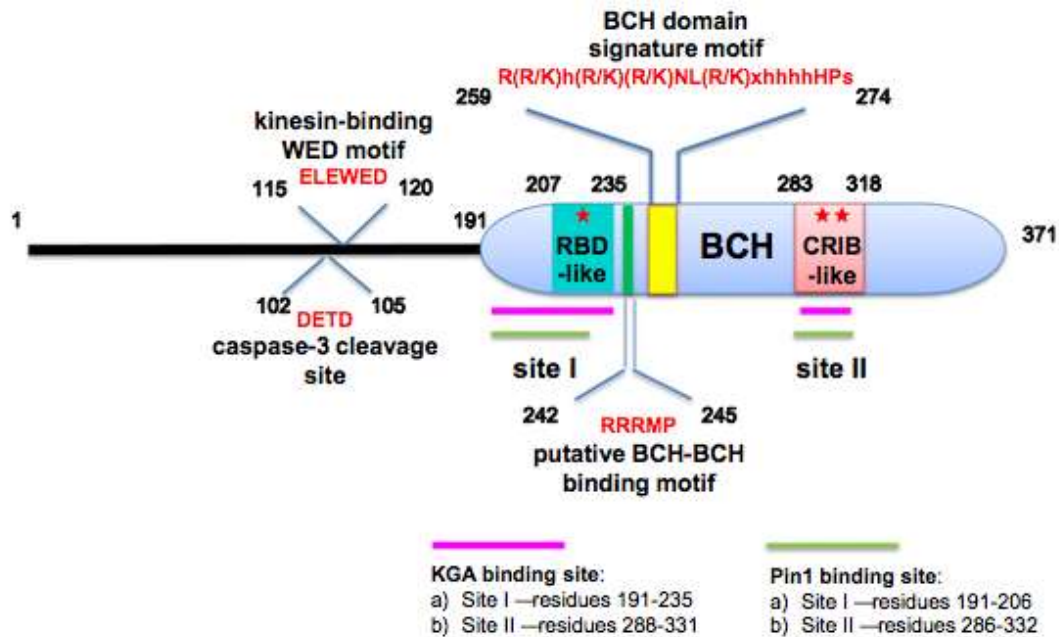 BCH domain
signature motif
R(R/K)h(R/K)(R/K)NL(R/K)xhhhhHPs
259 274
kinesin-binding
WED motif
ELEWED
115 120
207 235 283 318
1 191 371
RBD
-like
BCH
CRIB
-like
102 105
DETD
caspase-3 cleavage
site
site I site II
242 245
RRRMP
putative BCH-BCH
binding motif
KGA binding site:
a) Site I —residues 191-235
b) Site II —residues 288-331
Pin1 binding site:
a) Site I —residues 191-206
b) Site II —residues 286-332